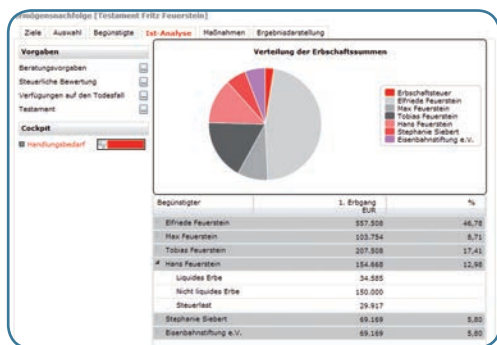 rmögensnachfolge [Testament Fritz Feuerstein]
Ziele Auswahl Begünstigte Ist-Analyse Maßnahmen Ergebnisdarstellung
Vorgaben
Beratungsvorgaben
Steuerliche Bewertung
Verfügungen auf den Todesfall
Testament
Cockpit
Handlungsbedarf
Verteilung der Erbschaftssummen
Erbschaftsteuer
Elfriede Feuerstein
Max Feuerstein
Tobias Feuerstein
Hans Feuerstein
Stephanie Siebert
Eisenbahnstiftung e.V.
Begünstigter 1. Erbgang EUR %
Elfriede Feuerstein 557.508 46,78
Max Feuerstein 103.754 8,71
Tobias Feuerstein 207.508 17,41
Hans Feuerstein 154.668 12,98
Liquides Erbe 34.585
Nicht liquides Erbe 150.000
Steuerlast 29.917
Stephanie Siebert 69.169 5,80
Eisenbahnstiftung e.V. 69.169 5,80